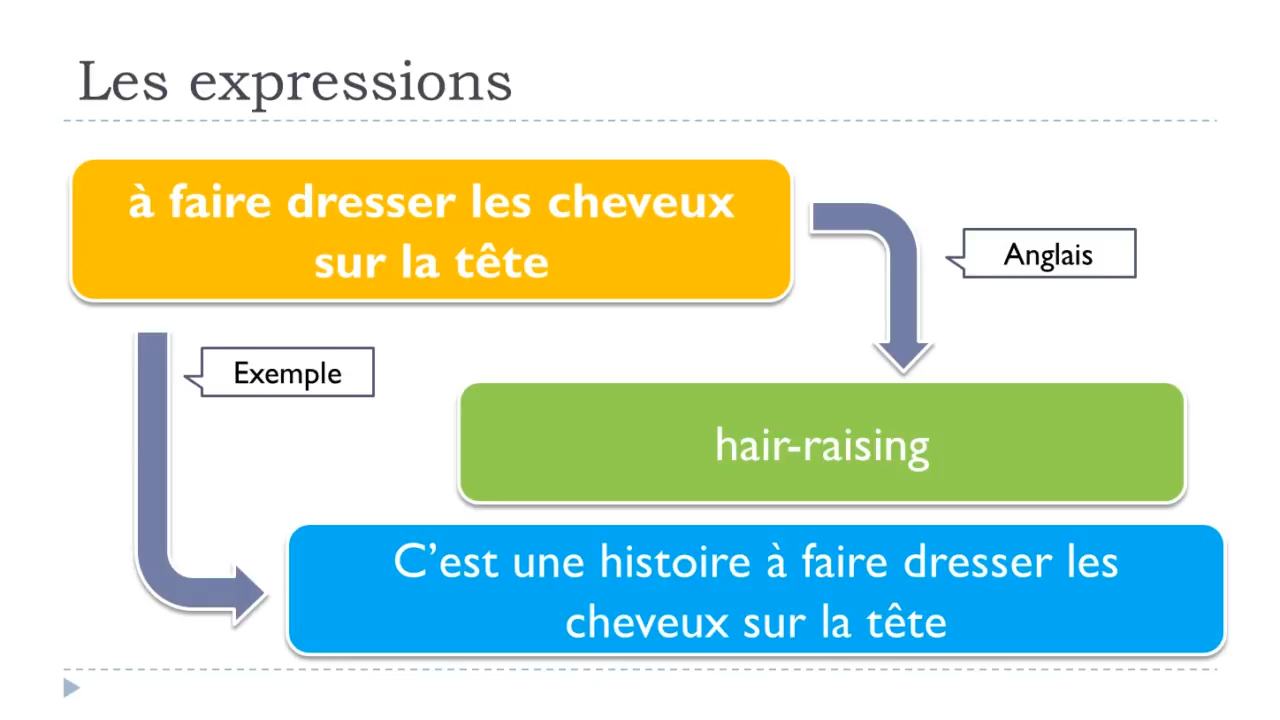 Les expressions
à faire dresser les cheveux
sur la tête
Anglais
Exemple
hair-raising
C’est une histoire à faire dresser les
cheveux sur la tête